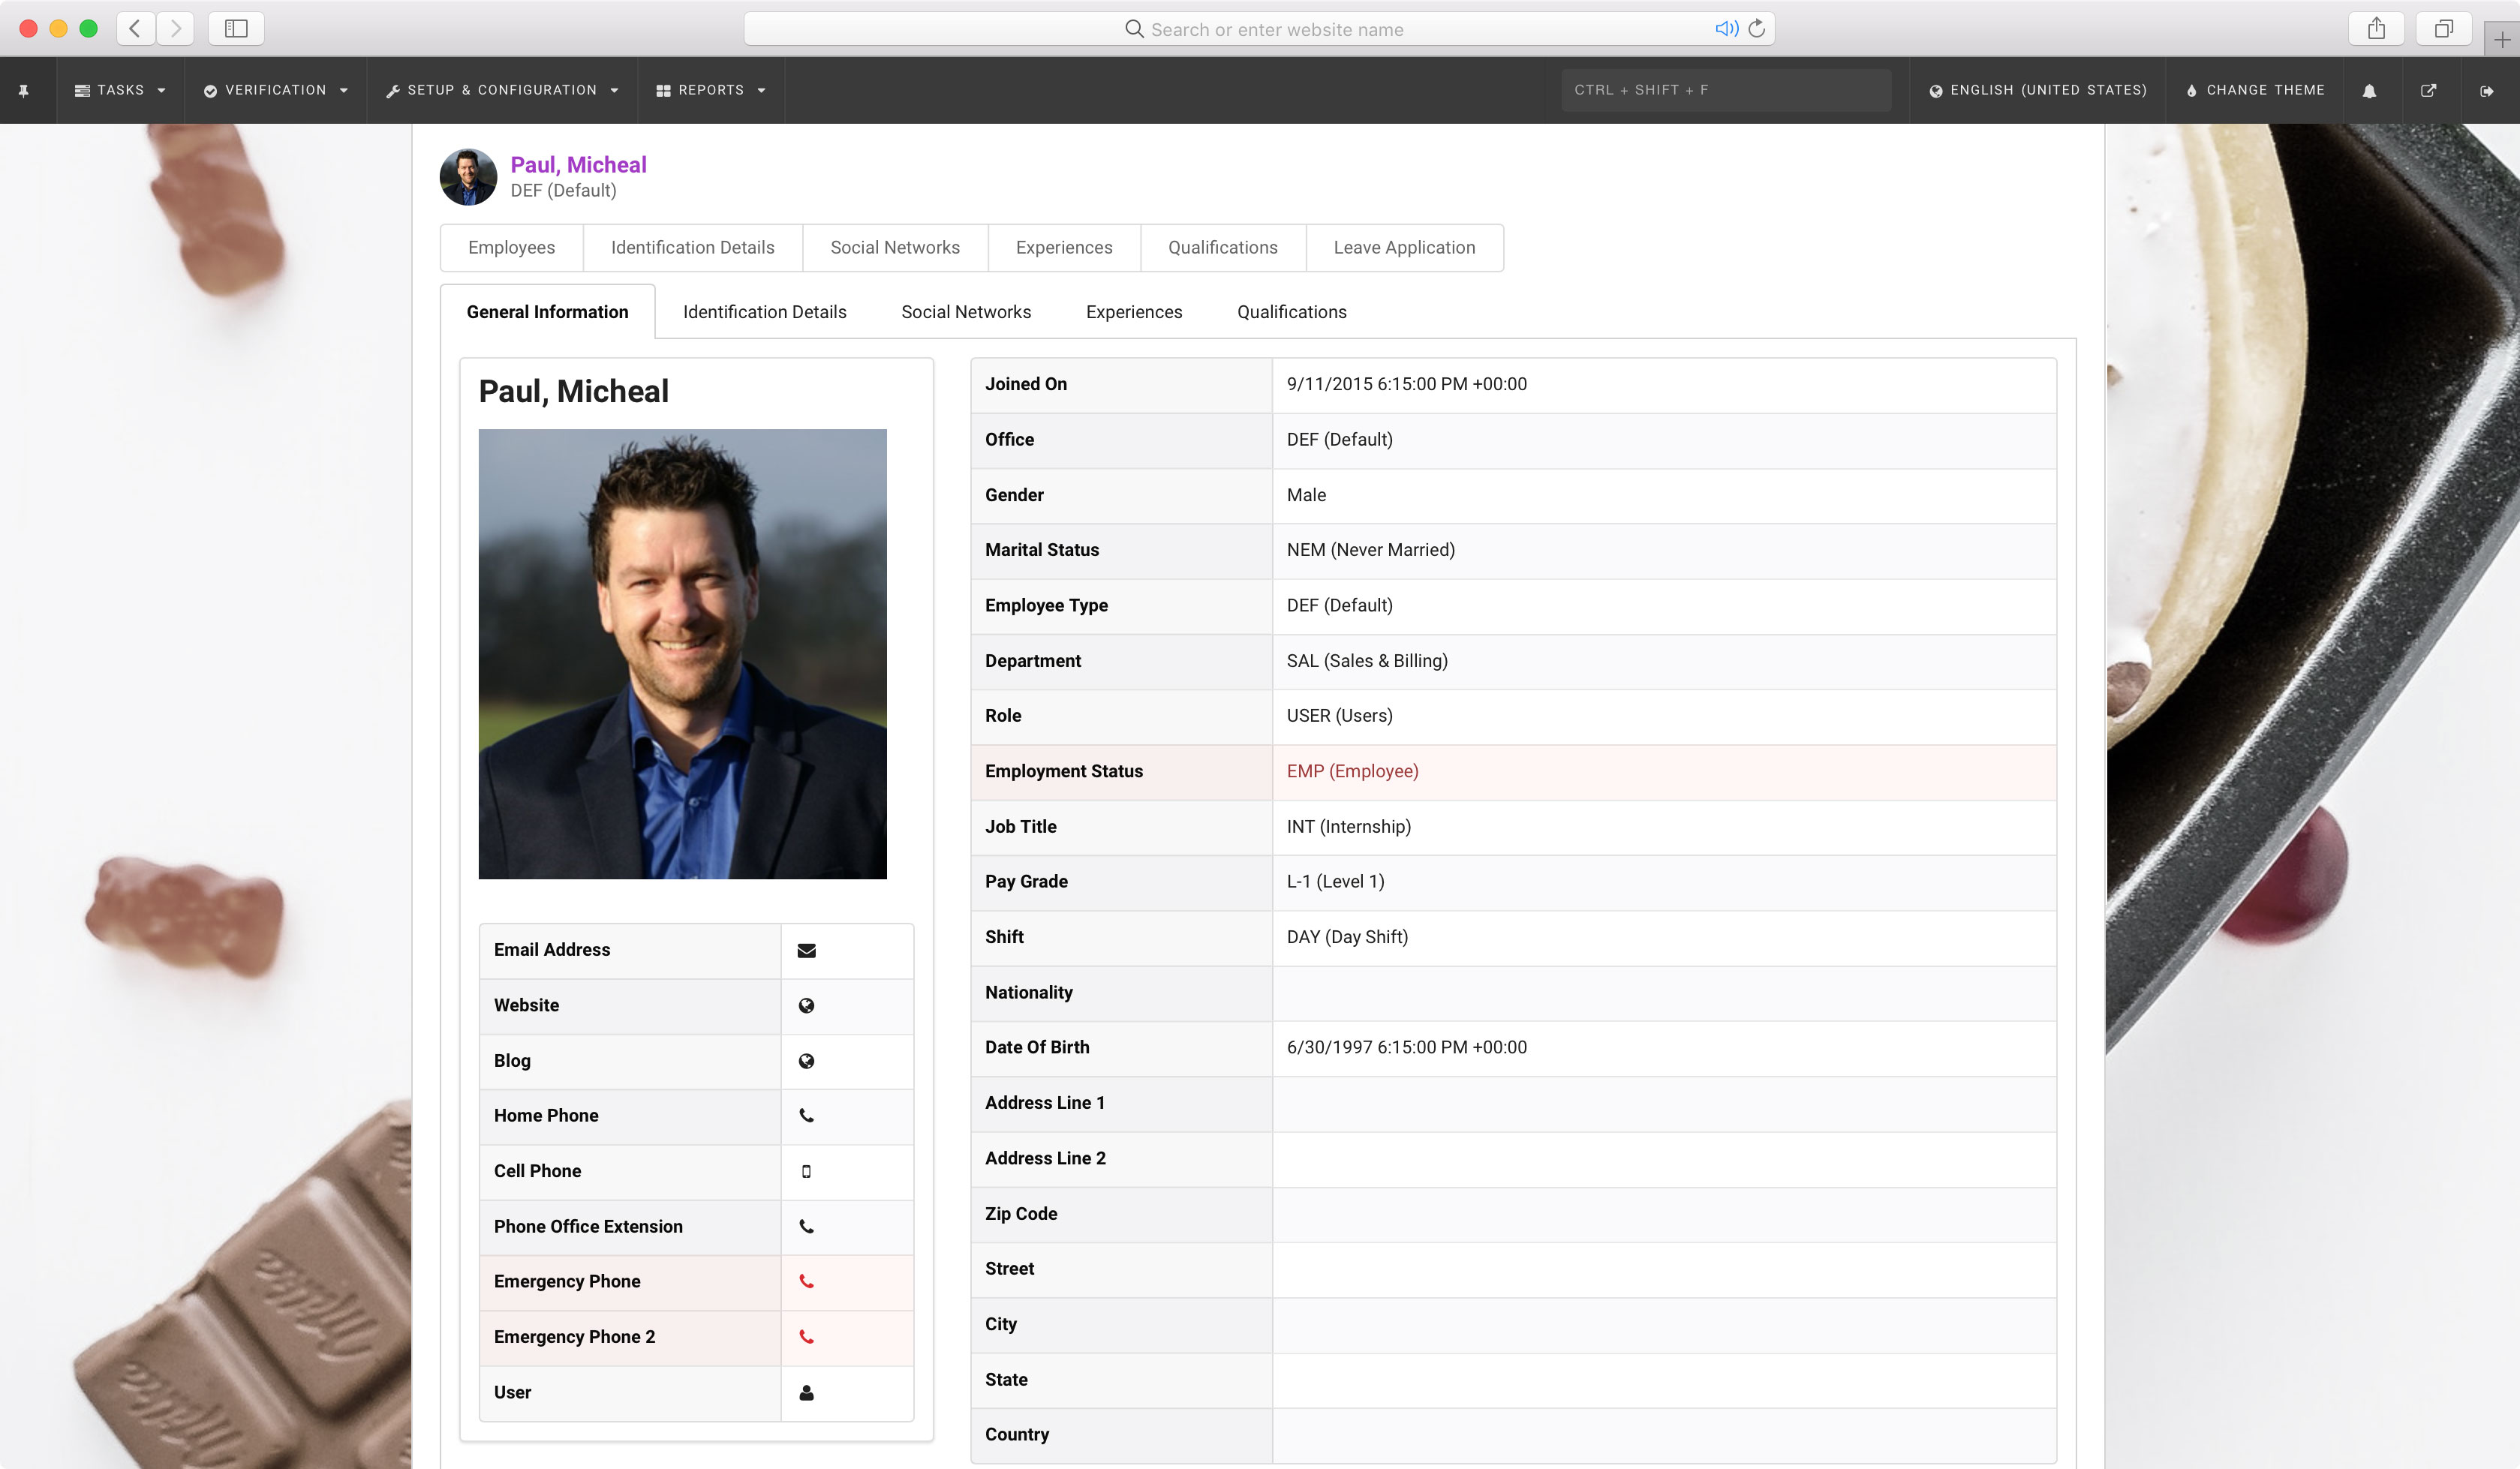 Search or enter website name
TASKS
VERIFICATION
SETUP & CONFIGURATION
REPORTS
CTRL + SHIFT + F
ENGLISH (UNITED STATES)
CHANGE THEME
Paul, Micheal
DEF (Default)
Employees
Identification Details
Social Networks
Experiences
Qualifications
Leave Application
General Information
Identification Details
Social Networks
Experiences
Qualifications
Paul, Micheal
Email Address
Website
Blog
Home Phone
Cell Phone
Phone Office Extension
Emergency Phone
Emergency Phone 2
User
Joined On 9/11/2015 6:15:00 PM +00:00
Office DEF (Default)
Gender Male
Marital Status NEM (Never Married)
Employee Type DEF (Default)
Department SAL (Sales & Billing)
Role USER (Users)
Employment Status EMP (Employee)
Job Title INT (Internship)
Pay Grade L-1 (Level 1)
Shift DAY (Day Shift)
Nationality
Date Of Birth 6/30/1997 6:15:00 PM +00:00
Address Line 1
Address Line 2
Zip Code
Street
City
State
Country